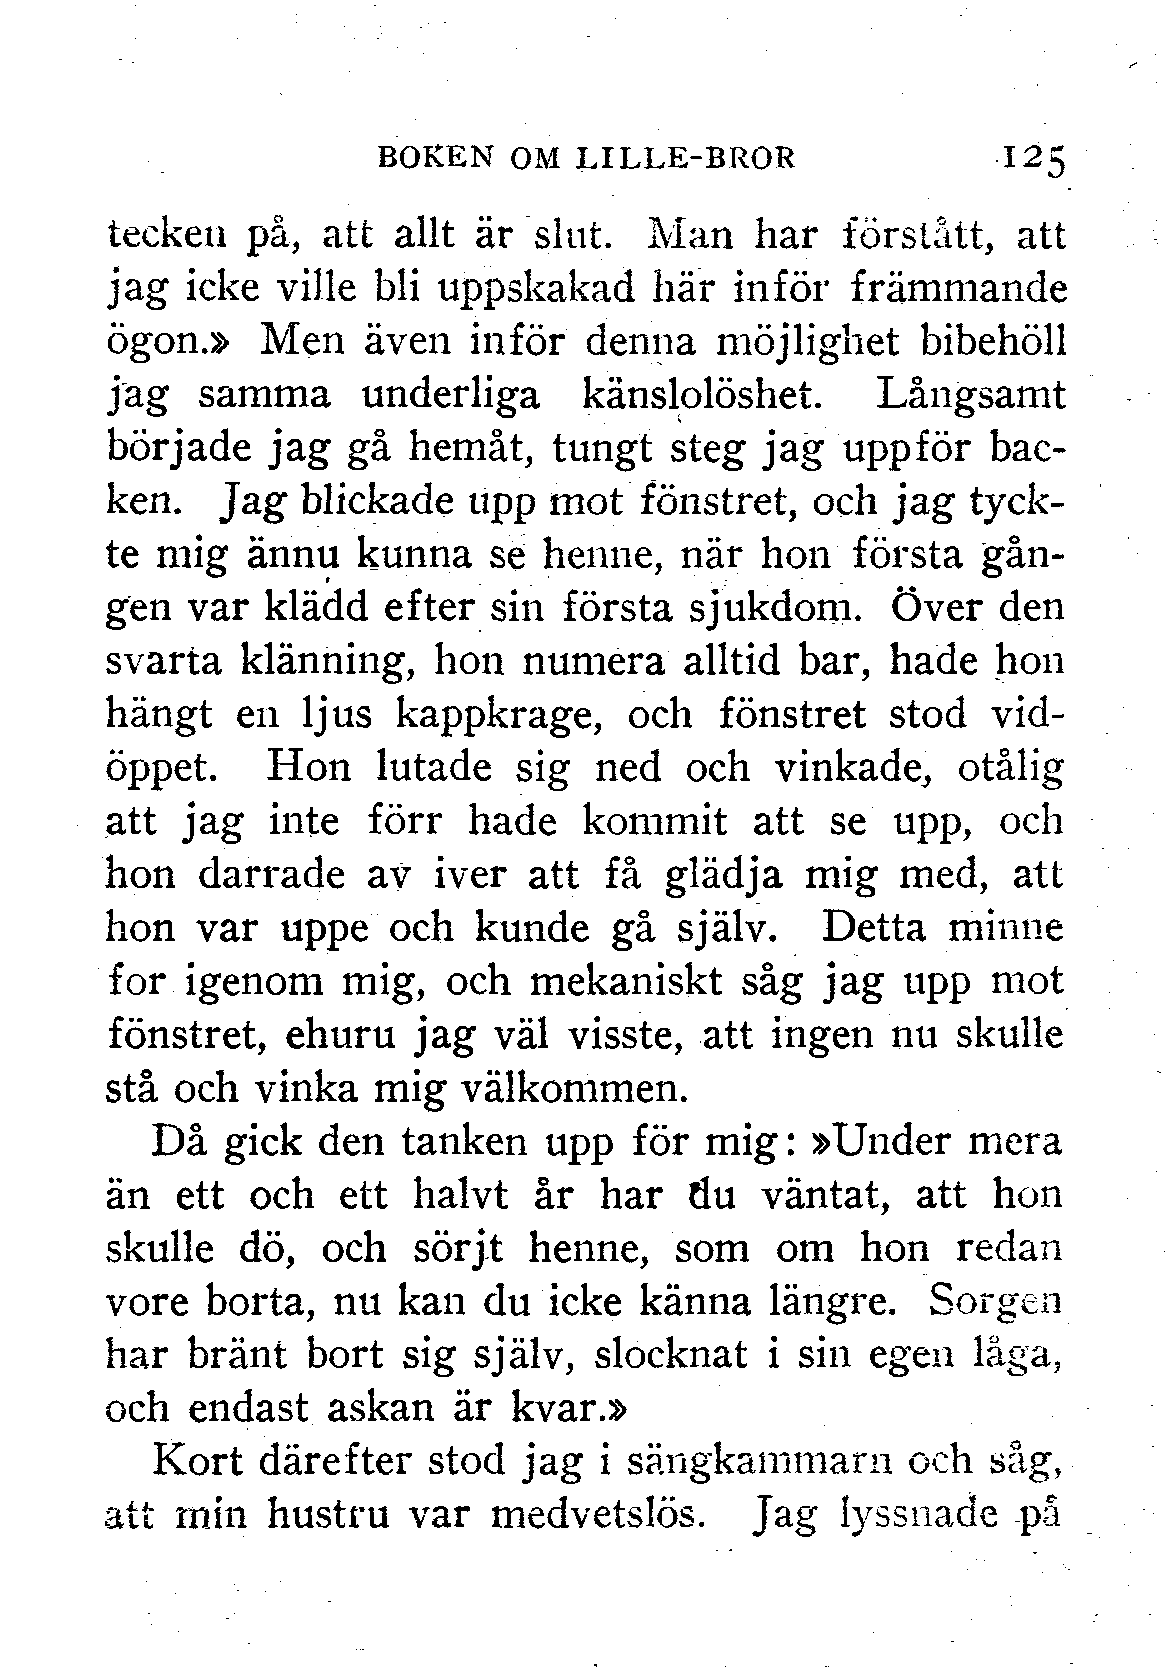 BOKEN OM LILLE-BROR 125
tecken på, att allt är slut. Man har förstått, att
jag icke ville bli uppskakad här inför främmande
ögon.» Men även inför denna möjlighet bibehöll
jag samma underliga känslolöshet. Långsamt
började jag gå hemåt, tungt steg jag uppför bac-
ken. Jag blickade upp mot fönstret, och jag tyck-
te mig ännu kunna se henne, när hon första gån-
gen var klädd efter sin första sjukdom. Över den
svarta klänning, hon numera alltid bar, hade hon
hängt en ljus kappkrage, och fönstret stod vid-
öppet. Hon lutade sig ned och vinkade, otålig
att jag inte förr hade kommit att se upp, och
hon darrade av iver att få glädja mig med, att
hon var uppe och kunde gå själv. Detta minne
for igenom mig, och mekaniskt såg jag upp mot
fönstret, ehuru jag väl visste, att ingen nu skulle
stå och vinka mig välkommen.
Då gick den tanken upp för mig: »Under mera
än ett och ett halvt år har du väntat, att hon
skulle dö, och sörjt henne, som om hon redan
vore borta, nu kan du icke känna längre. Sorgen
har bränt bort sig själv, slocknat i sin egen låga,
och endast askan är kvar.»
Kort därefter stod jag i sängkammarn och såg,
att min hustru var medvetslös. Jag lyssnade på